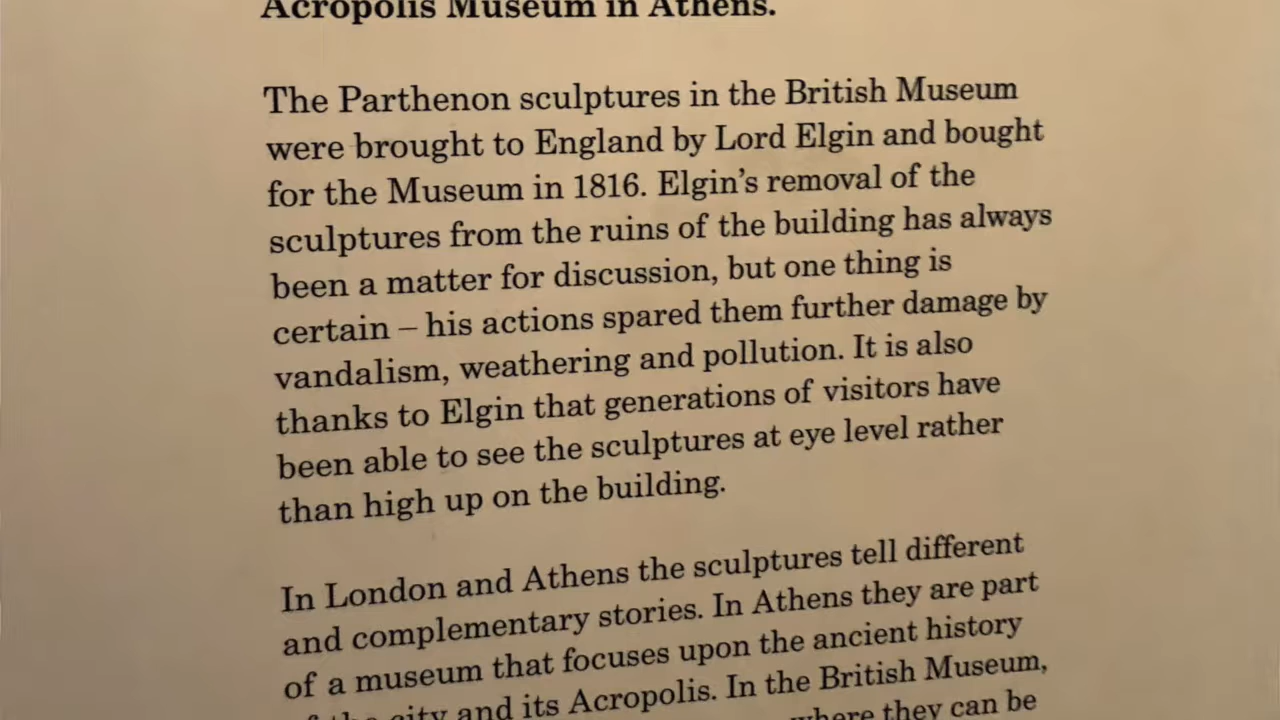 Acropolis Museum in Athens.
The Parthenon sculptures in the British Museum
were brought to England by Lord Elgin and bought
for the Museum in 1816. Elgin’s removal of the
sculptures from the ruins of the building has always
been a matter for discussion, but one thing is
certain – his actions spared them further damage by
vandalism, weathering and pollution. It is also
thanks to Elgin that generations of visitors have
been able to see the sculptures at eye level rather
than high up on the building.
In London and Athens the sculptures tell different
and complementary stories. In Athens they are part
of a museum that focuses upon the ancient history
of the city and its Acropolis. In the British Museum,
where they can be